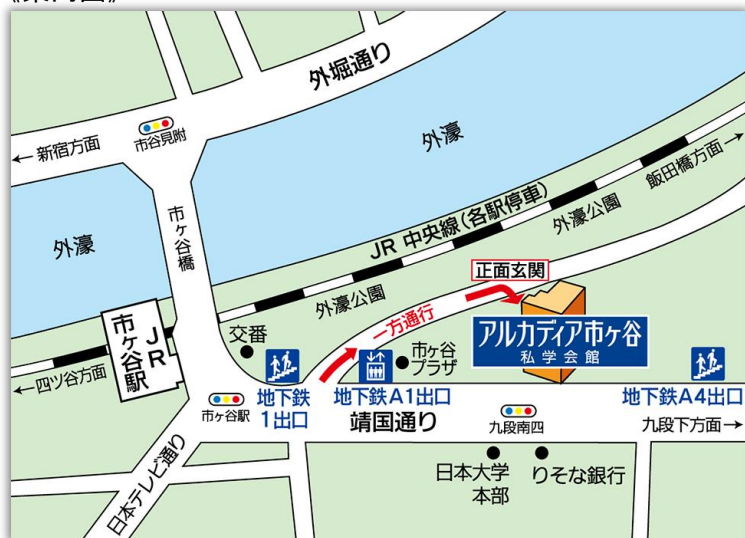 外堀通り
← 新宿方面
市谷見附
外濠
飯田橋方面 →
外濠
市ヶ谷橋
JR 中央線(各駅停車)
外濠公園
外濠公園
正面玄関
一方通行
JR
市ヶ谷駅
交番
アルカディア市ヶ谷
私学会館
市ヶ谷
プラザ
← 四ツ谷方面
市ヶ谷駅
地下鉄
1出口
地下鉄A1出口
地下鉄A4出口
靖国通り
九段南四
九段下方面 →
日本テレビ通り
日本大学
本部
りそな銀行